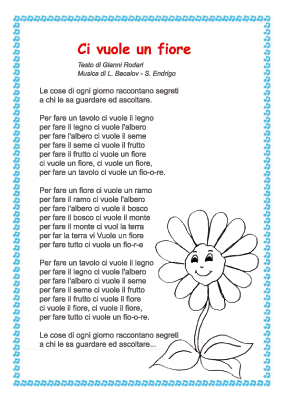 Ci vuole un fiore
Testo di Gianni Rodari
Musica di L. Bacalov - S. Endrigo
Le cose di ogni giorno raccontano segreti
a chi le sa guardare ed ascoltare.
Per fare un tavolo ci vuole il legno
per fare il legno ci vuole l'albero
per fare l'albero ci vuole il seme
per fare il seme ci vuole il frutto
per fare il frutto ci vuole un fiore
ci vuole un fiore, ci vuole un fiore,
per fare un tavolo ci vuole un fio-o-re.
Per fare un fiore ci vuole un ramo
per fare il ramo ci vuole l'albero
per fare l'albero ci vuole il bosco
per fare il bosco ci vuole il monte
per fare il monte ci vuol la terra
per far la terra vi Vuole un fiore
per fare tutto ci vuole un fio-r-e
Per fare un tavolo ci vuole il legno
per fare il legno ci vuole l'albero
per fare l'albero ci vuole il seme
per fare il seme ci vuole il frutto
per fare il frutto ci vuole il fiore
ci vuole il fiore, ci vuole il fiore,
per fare tutto ci vuole un fio-o-re.
Le cose di ogni giorno raccontano segreti
a chi le sa guardare ed ascoltare...